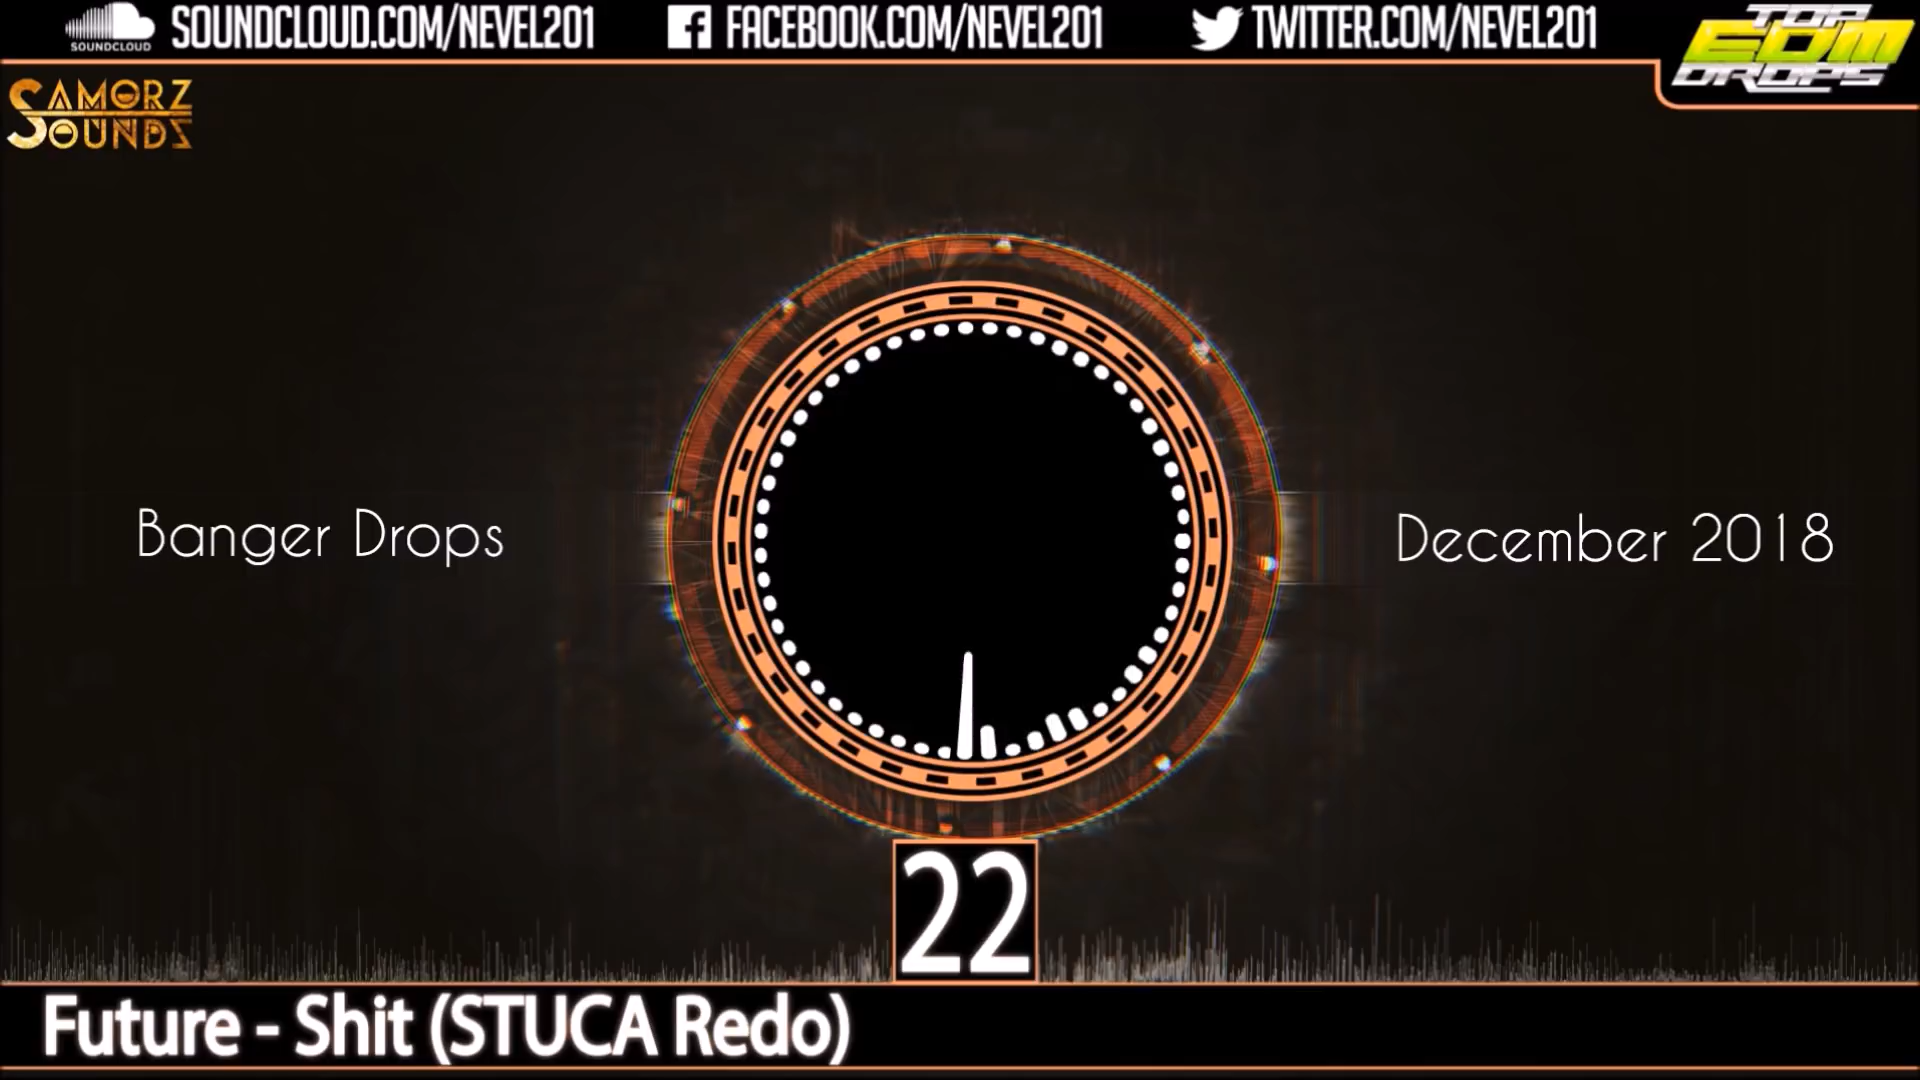 SOUNDCLOUD
SOUNDCLOUD.COM/NEVEL201
FACEBOOK.COM/NEVEL201
TWITTER.COM/NEVEL201
TOP
EDM
DROPS
SAMORZ
SOUNDS
Banger Drops
December 2018
22
Future - Shit (STUCA Redo)